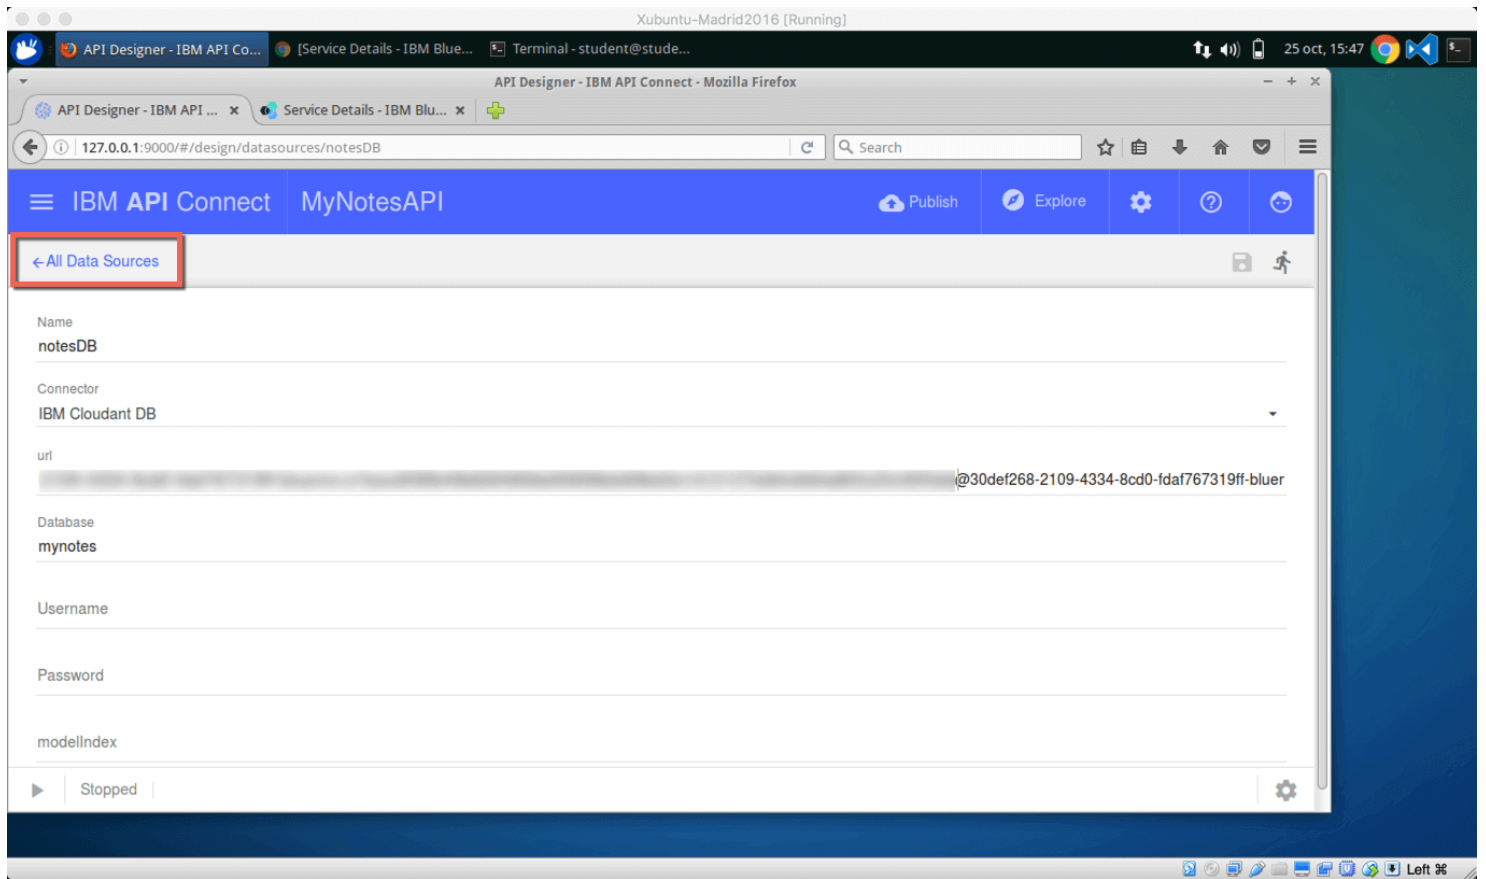 Xubuntu-Madrid2016 [Running]
API Designer - IBM API Co... [Service Details - IBM Blue... Terminal - student@stude... 25 oct, 15:47
API Designer - IBM API Connect - Mozilla Firefox
API Designer - IBM API ... Service Details - IBM Blu...
127.0.0.1:9000/#/design/datasources/notesDB Search
IBM API Connect MyNotesAPI Publish Explore
←All Data Sources
Name
notesDB
Connector
IBM Cloudant DB
url
@30def268-2109-4334-8cd0-fdaf767319ff-bluer
Database
mynotes
Username
Password
modelIndex
Stopped
Left ⌘